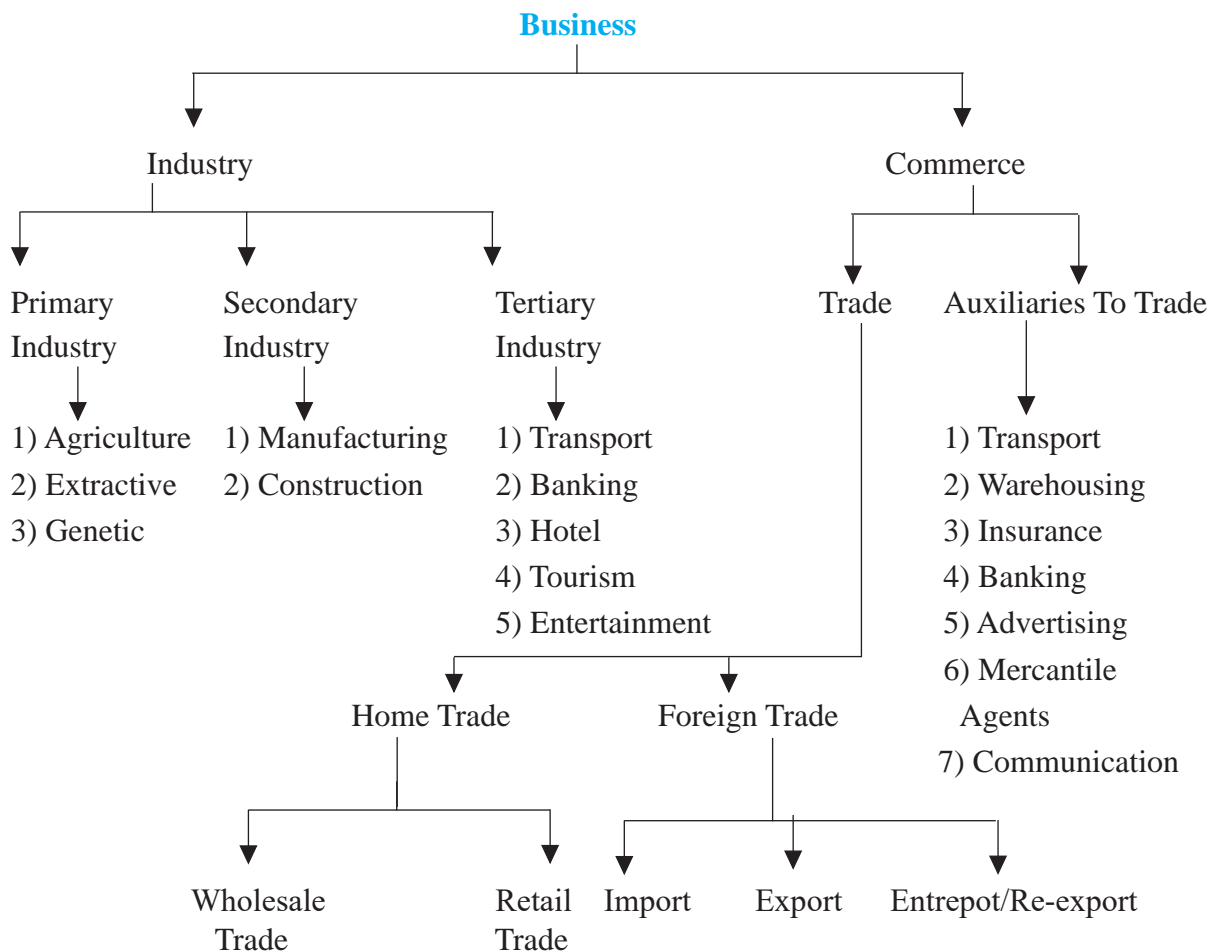 Business
Industry
Commerce
Primary
Industry
Secondary
Industry
Tertiary
Industry
Trade
Auxiliaries To Trade
1) Agriculture
2) Extractive
3) Genetic
1) Manufacturing
2) Construction
1) Transport
2) Banking
3) Hotel
4) Tourism
5) Entertainment
1) Transport
2) Warehousing
3) Insurance
4) Banking
5) Advertising
6) Mercantile
Agents
7) Communication
Home Trade
Foreign Trade
Wholesale
Trade
Retail
Trade
Import
Export
Entrepot/Re-export